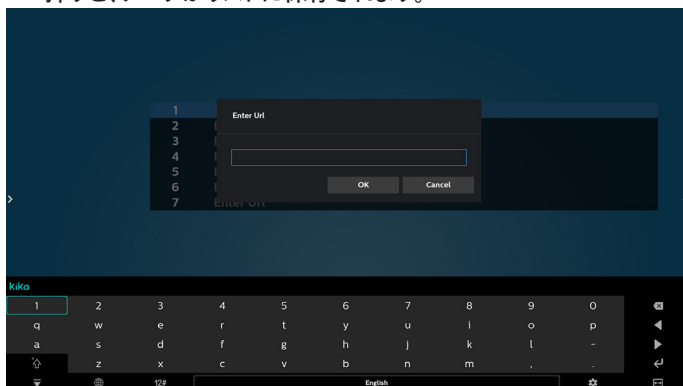 1
Enter Url
2
3
4
5
OK Cancel
6
7 Enter Url
kika
1 2 3 4 5 6 7 8 9 0
q w e r t y u i o p
a s d f g h j k l -
z x c v b n m , .
12# English